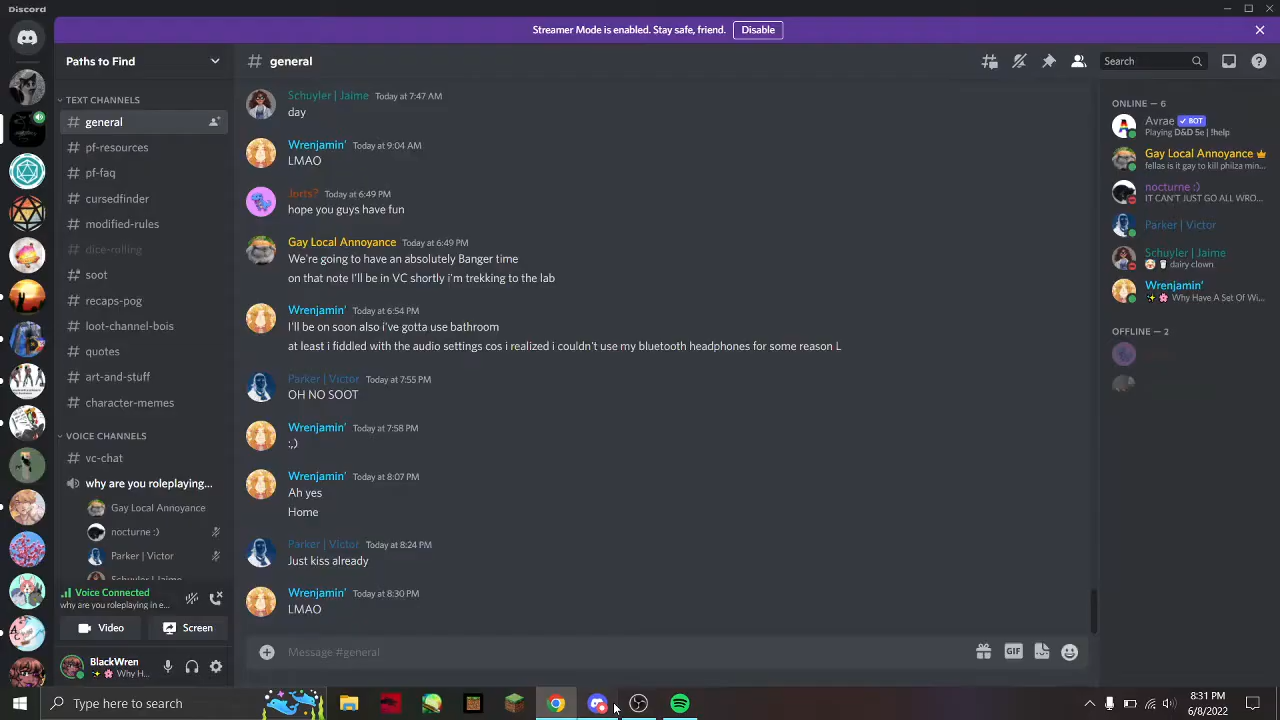 Discord
Streamer Mode is enabled. Stay safe, friend.
Disable
Paths to Find
general
Search
TEXT CHANNELS
general
pf-resources
pf-faq
cursedfinder
modified-rules
dice-rolling
soot
recaps-pog
loot-channel-bois
quotes
art-and-stuff
character-memes
VOICE CHANNELS
vc-chat
why are you roleplaying...
Gay Local Annoyance
nocturne :)
Parker | Victor
Schuyler | Jaime
Voice Connected
why are you roleplaying in e...
Video
Screen
BlackWren
Why H...
Schuyler | Jaime Today at 7:47 AM
day
Wrenjamin' Today at 9:04 AM
LMAO
Jorts? Today at 6:49 PM
hope you guys have fun
Gay Local Annoyance Today at 6:49 PM
We're going to have an absolutely Banger time
on that note I'll be in VC shortly i'm trekking to the lab
Wrenjamin' Today at 6:54 PM
I'll be on soon also i've gotta use bathroom
at least i fiddled with the audio settings cos i realized i couldn't use my bluetooth headphones for some reason L
Parker | Victor Today at 7:55 PM
OH NO SOOT
Wrenjamin' Today at 7:58 PM
;,)
Wrenjamin' Today at 8:07 PM
Ah yes
Home
Parker | Victor Today at 8:24 PM
Just kiss already
Wrenjamin' Today at 8:30 PM
LMAO
Message #general
GIF
ONLINE — 6
Avrae BOT
Playing D&D 5e | !help
Gay Local Annoyance
fellas is it gay to kill philza min...
nocturne :)
IT CAN'T JUST GO ALL WRO...
Parker | Victor
Schuyler | Jaime
dairy clown
Wrenjamin'
Why Have A Set Of Wi...
OFFLINE — 2
Type here to search
8:31 PM
6/8/2022